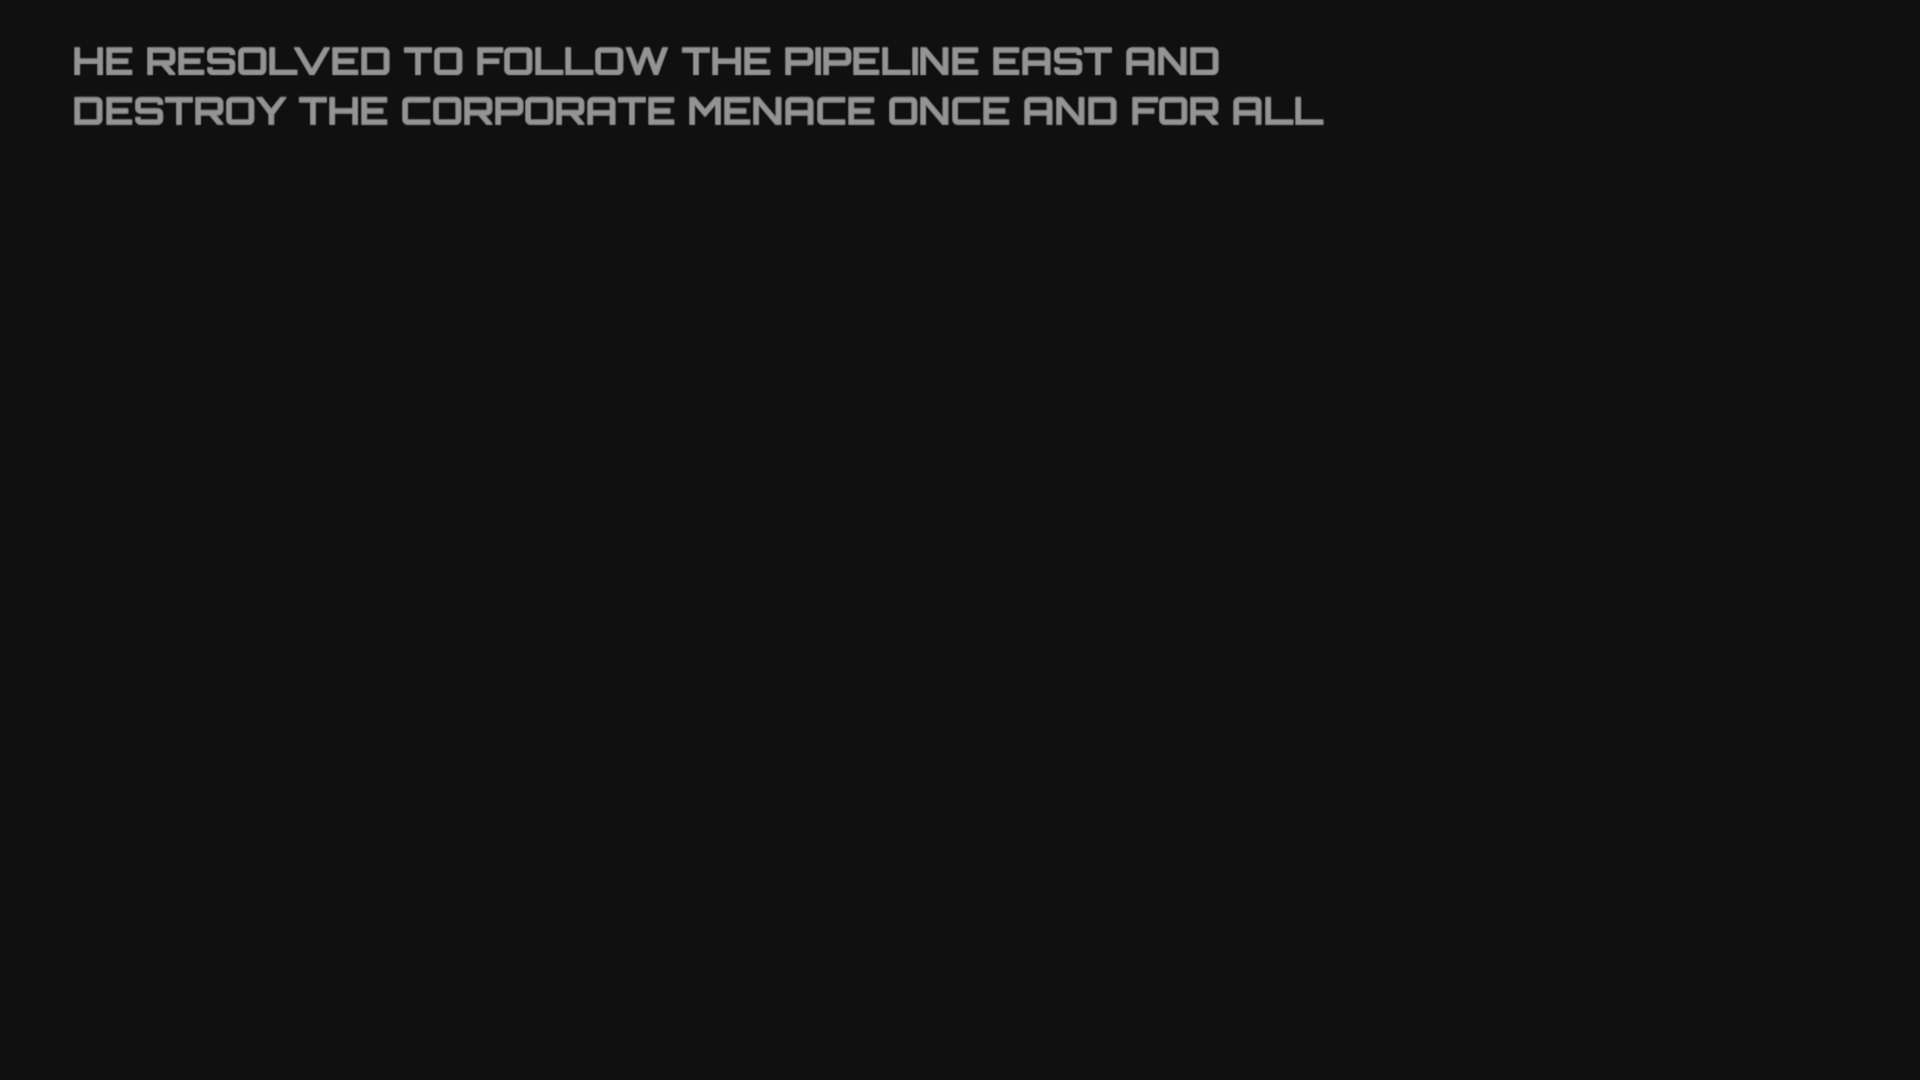 HE RESOLVED TO FOLLOW THE PIPELINE EAST AND
DESTROY THE CORPORATE MENACE ONCE AND FOR ALL